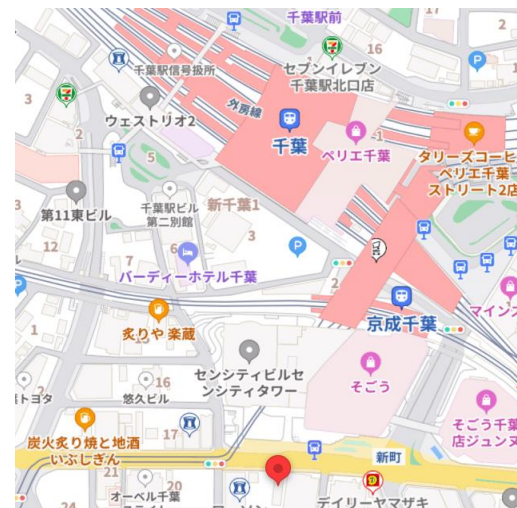 千葉駅前
16
千葉駅信号扱所
セブンイレブン
千葉駅北口店
3
2
外房線
ウェストリオ2
千葉
ペリエ千葉
1
タリーズコーヒ
ペリエ千葉
ストリート2店
5
第11東ビル
千葉駅ビル
第二別館
新千葉1
3
12
7
6
バーディーホテル千葉
2
京成千葉
マインズ
1
炙りや 楽蔵
センシティビルセ
ンシティタワー
そごう
トヨタ
16
悠久ビル
そごう千葉
店ジュンヌ
17
炭火炙り焼と地酒
いぶしぎん
新町
21
20
オーベル千葉
デイリーヤマザキ
24